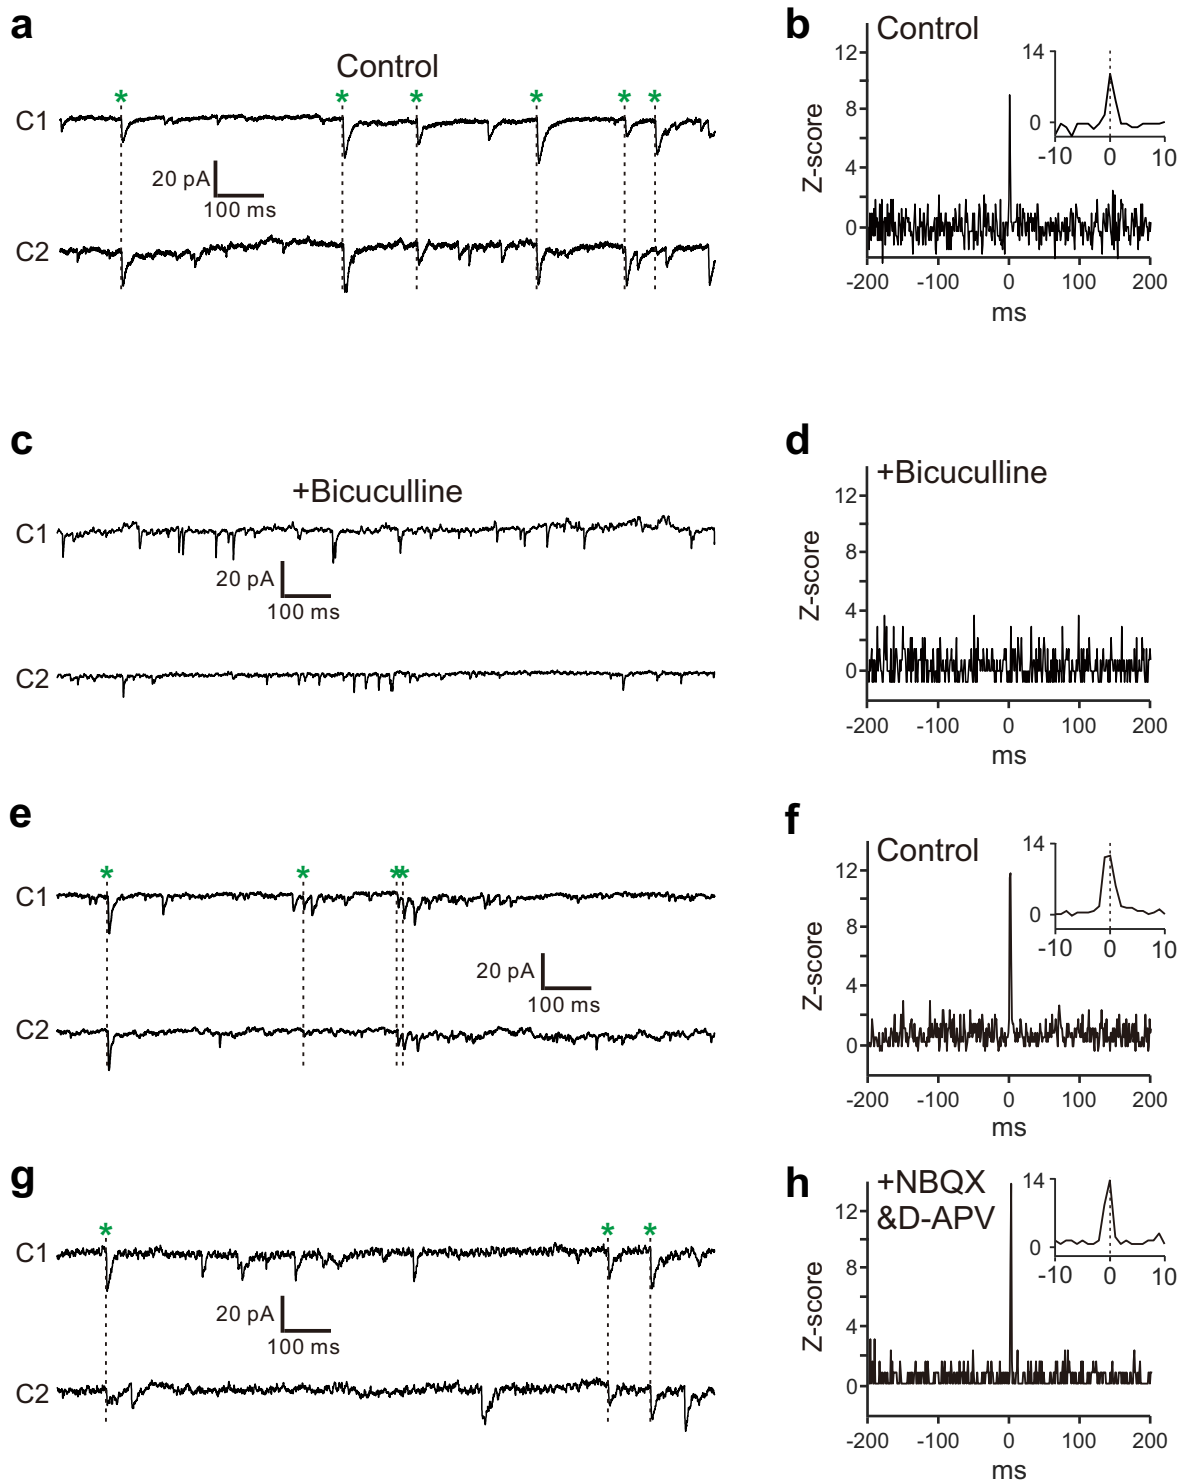 a
Control
* * * * * *
C1
20 pA
100 ms
C2
b
Control
Z-score
12
8
4
0
-200 -100 0 100 200
ms
14
0
-10 0 10
c
+Bicuculline
C1
20 pA
100 ms
C2
d
+Bicuculline
Z-score
12
8
4
0
-200 -100 0 100 200
ms
e
* * **
C1
20 pA
100 ms
C2
f
Control
Z-score
12
8
4
0
-200 -100 0 100 200
ms
14
0
-10 0 10
g
* * *
C1
20 pA
100 ms
C2
h
+NBQX
&D-APV
Z-score
12
8
4
0
-200 -100 0 100 200
ms
14
0
-10 0 10